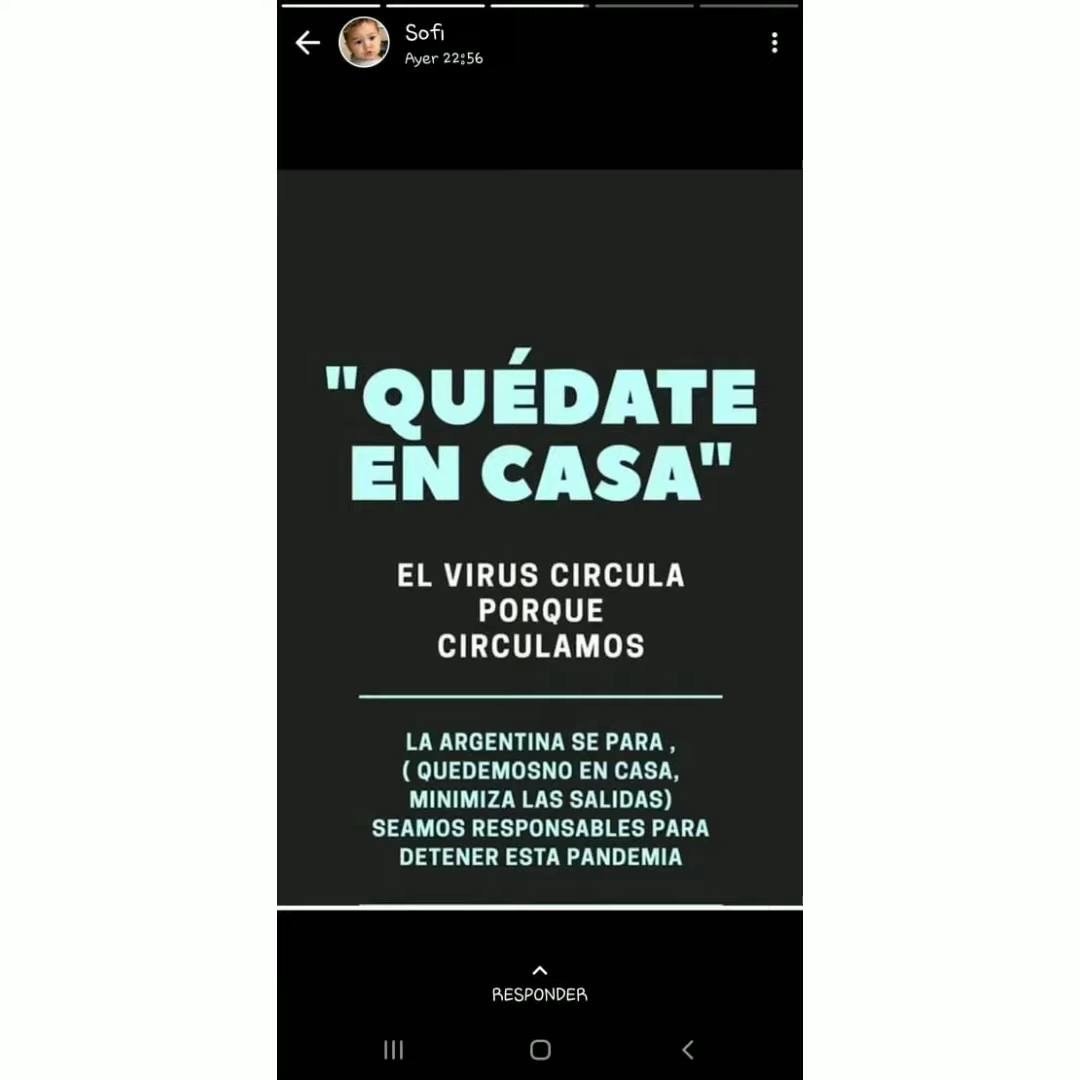 Sofi
Ayer 22:56
"QUÉDATE
EN CASA"
EL VIRUS CIRCULA
PORQUE
CIRCULAMOS
LA ARGENTINA SE PARA ,
( QUEDEMOSNO EN CASA,
MINIMIZA LAS SALIDAS)
SEAMOS RESPONSABLES PARA
DETENER ESTA PANDEMIA
RESPONDER